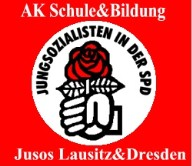 AK Schule&Bildung
JUNGSOZIALISTEN IN DER SPD
Jusos Lausitz&Dresden